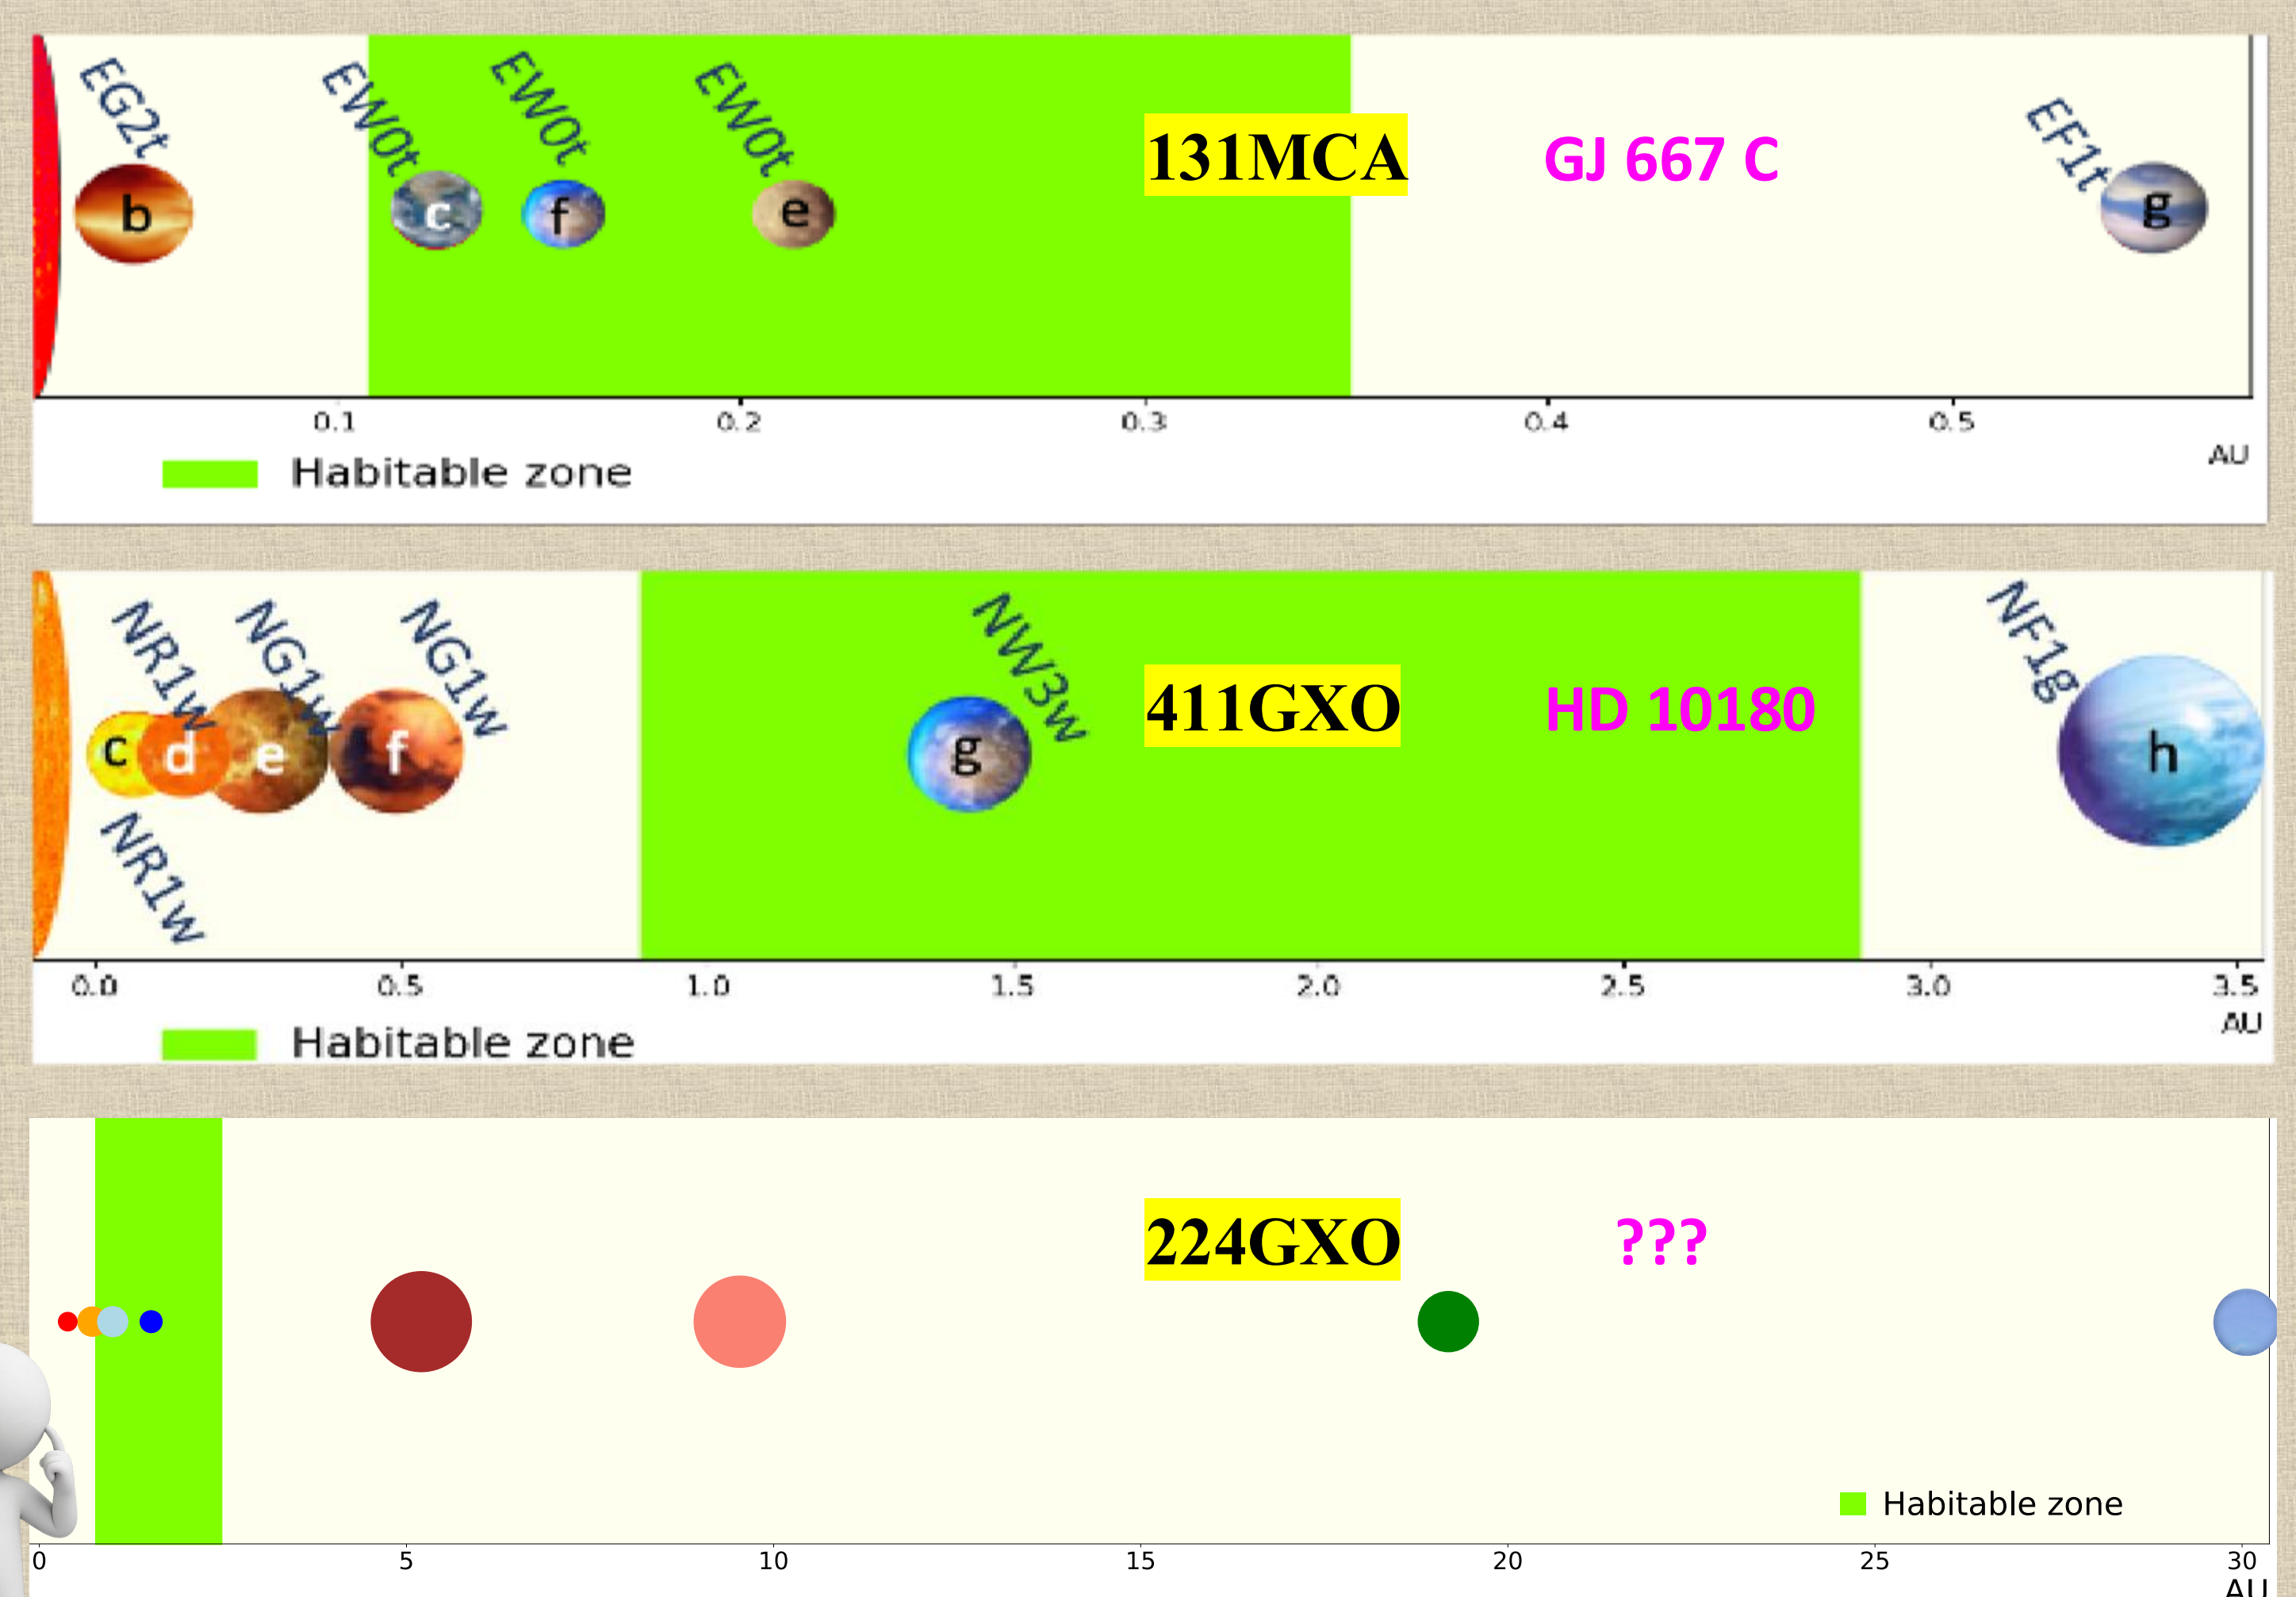 EG2t
EW0t
EW0t
EW0t
131MCA
GJ 667 C
EF1t
b
c
f
e
g
0.1 0.2 0.3 0.4 0.5
AU
Habitable zone
NR1w
NG1w
NG1w
NW3w
411GXO
HD 10180
NF1g
c
d
e
f
g
h
NR1w
0.0 0.5 1.0 1.5 2.0 2.5 3.0 3.5
AU
Habitable zone
224GXO
???
Habitable zone
0 5 10 15 20 25 30
AU